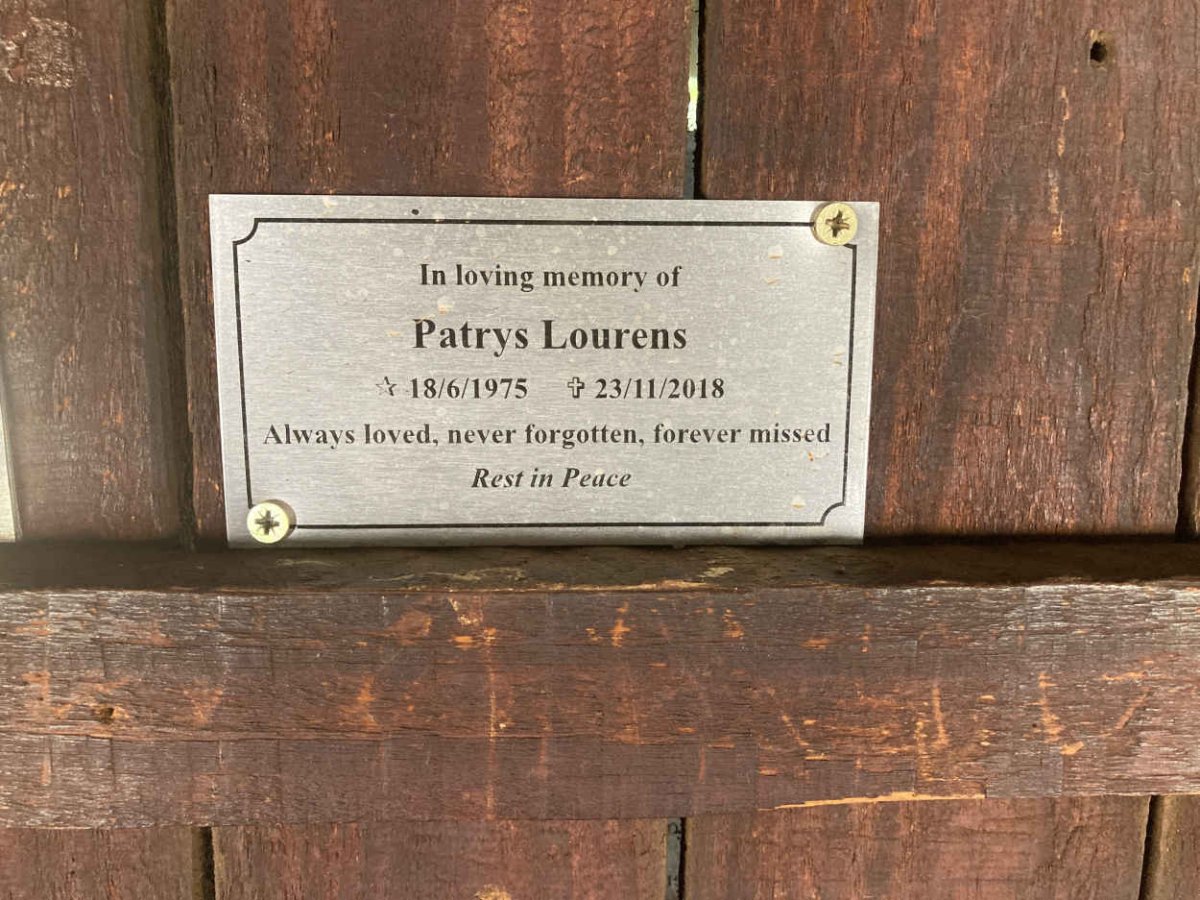 In loving memory of
Patrys Lourens
☆ 18/6/1975 ✞ 23/11/2018
Always loved, never forgotten, forever missed
Rest in Peace